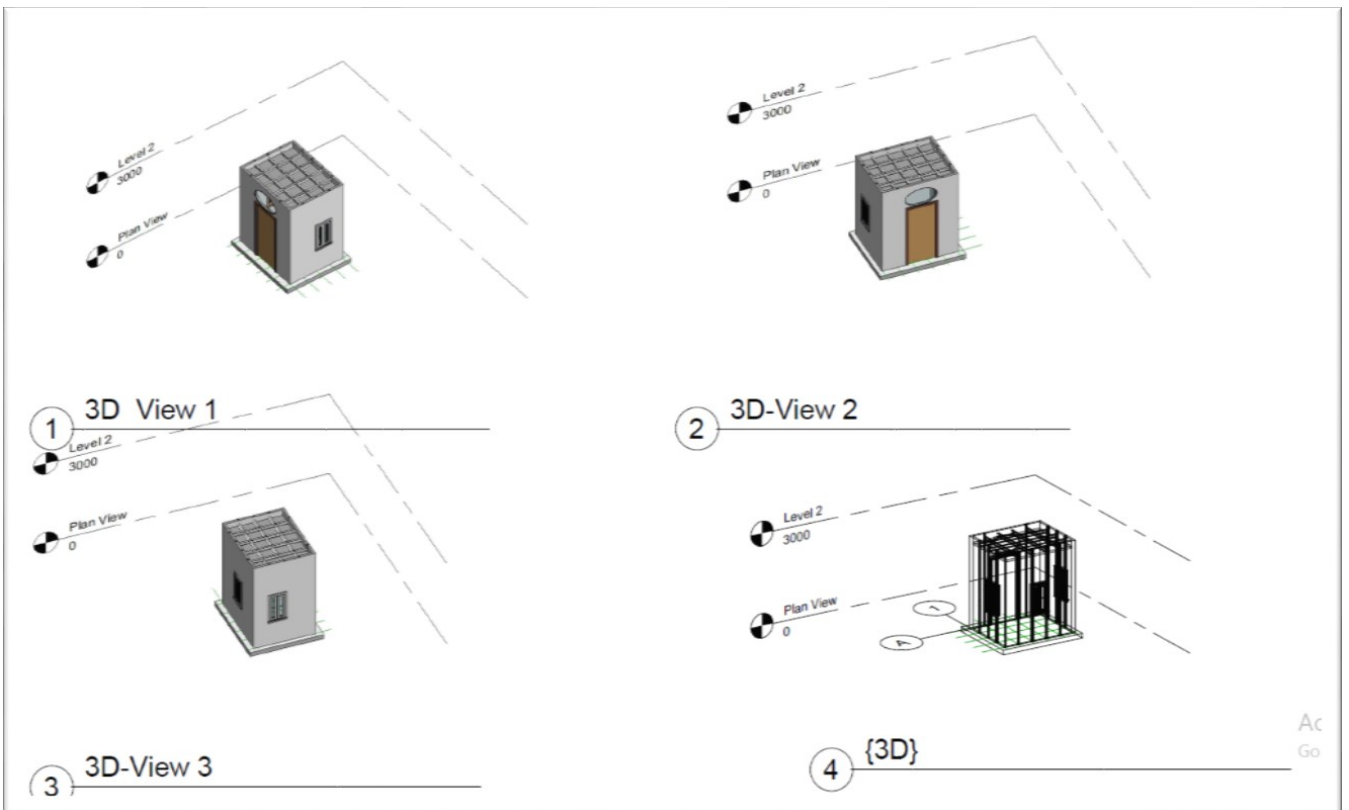 Level 2
3000
Plan View
0
Level 2
3000
Plan View
0
1 3D View 1
2 3D-View 2
Level 2
3000
Plan View
0
Level 2
3000
Plan View
0
1
A
3 3D-View 3
4 {3D}
Ac
Go